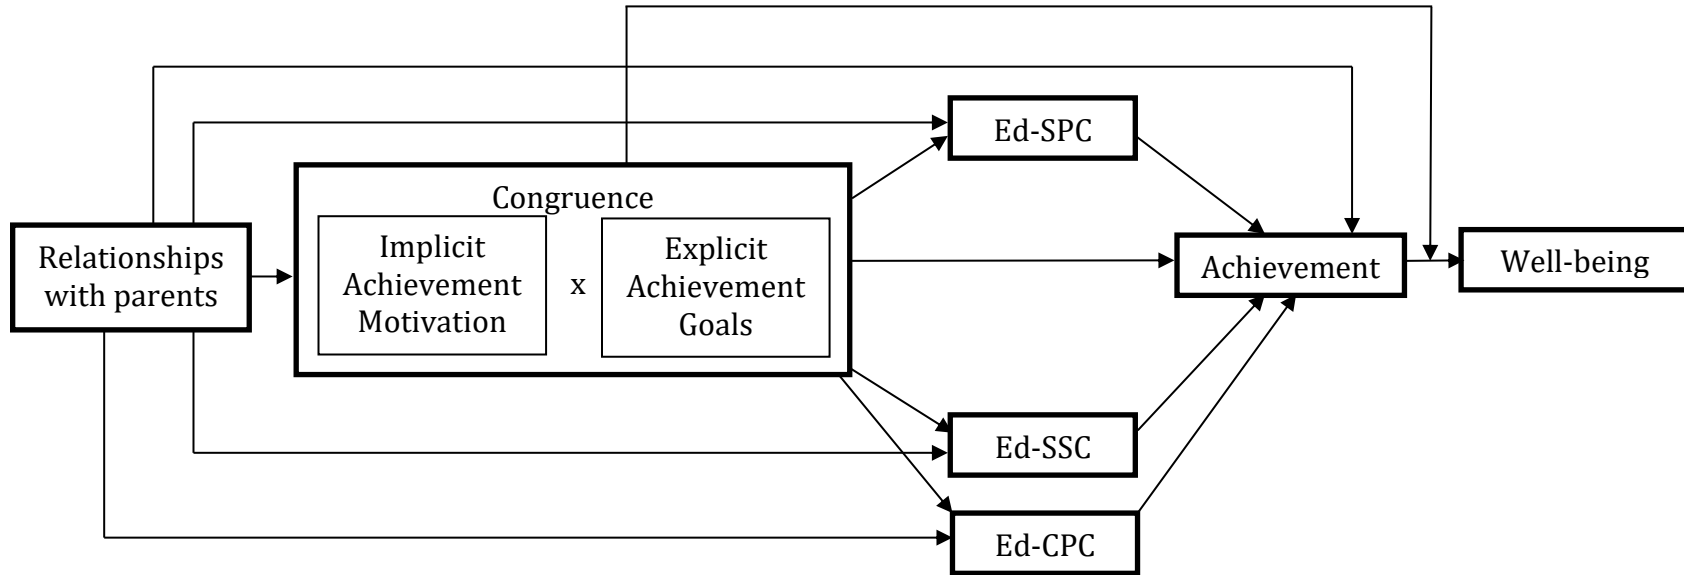 Ed-SPC
Congruence
Relationships
with parents
Implicit
Achievement
Motivation
x
Explicit
Achievement
Goals
Achievement
Well-being
Ed-SSC
Ed-CPC